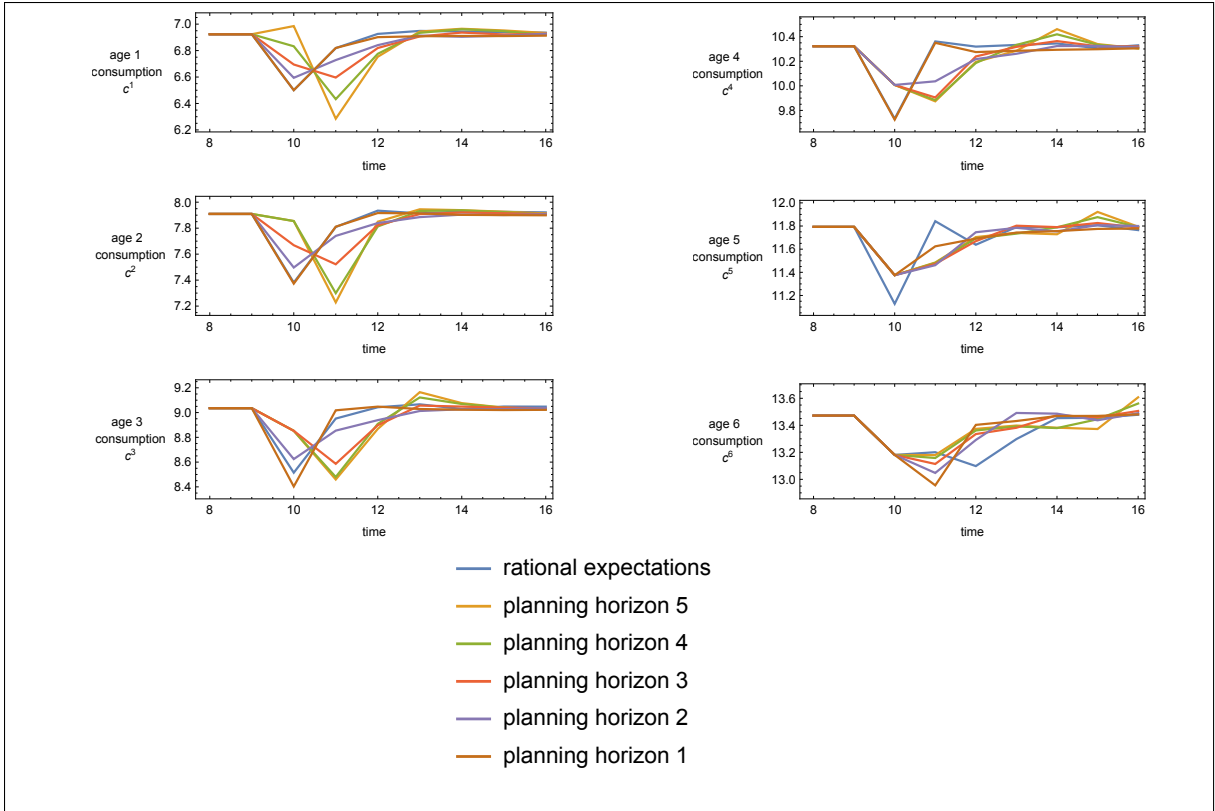 age 1
consumption
c¹
7.0
6.8
6.6
6.4
6.2
8 10 12 14 16
time
age 4
consumption
c⁴
10.4
10.2
10.0
9.8
8 10 12 14 16
time
age 2
consumption
c²
8.0
7.8
7.6
7.4
7.2
8 10 12 14 16
time
age 5
consumption
c⁵
12.0
11.8
11.6
11.4
11.2
8 10 12 14 16
time
age 3
consumption
c³
9.2
9.0
8.8
8.6
8.4
8 10 12 14 16
time
age 6
consumption
c⁶
13.6
13.4
13.2
13.0
8 10 12 14 16
time
rational expectations
planning horizon 5
planning horizon 4
planning horizon 3
planning horizon 2
planning horizon 1